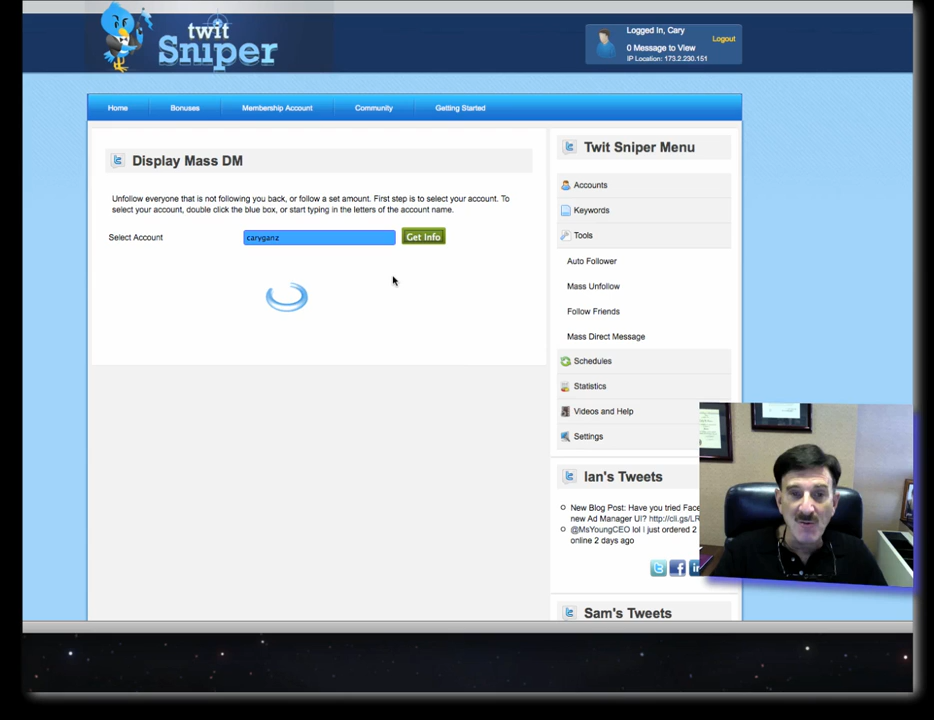 twit
Sniper
Logged In, Cary
Logout
0 Message to View
IP Location: 173.2.230.151
Home
Bonuses
Membership Account
Community
Getting Started
Display Mass DM
Unfollow everyone that is not following you back, or follow a set amount. First step is to select your account. To
select your account, double click the blue box, or start typing in the letters of the account name.
Select Account
caryganz
Get Info
Twit Sniper Menu
Accounts
Keywords
Tools
Auto Follower
Mass Unfollow
Follow Friends
Mass Direct Message
Schedules
Statistics
Videos and Help
Settings
Ian's Tweets
New Blog Post: Have you tried Face
new Ad Manager UI? http://cli.gs/LR
@MsYoungCEO lol I just ordered 2
online 2 days ago
Sam's Tweets